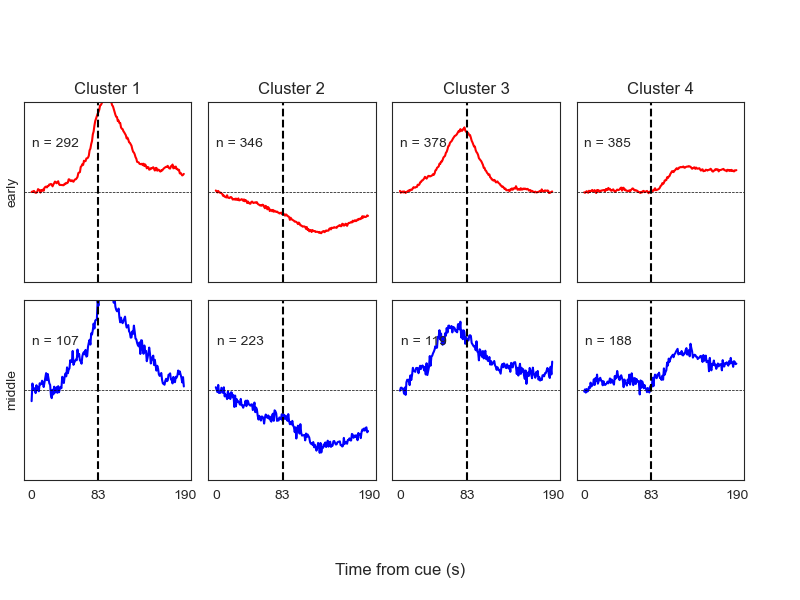 Cluster 1 Cluster 2 Cluster 3 Cluster 4
early
n = 292 n = 346 n = 378 n = 385
middle
n = 107 n = 223 n = n = 188
0 83 190 0 83 190 0 83 190 0 83 190
Time from cue (s)